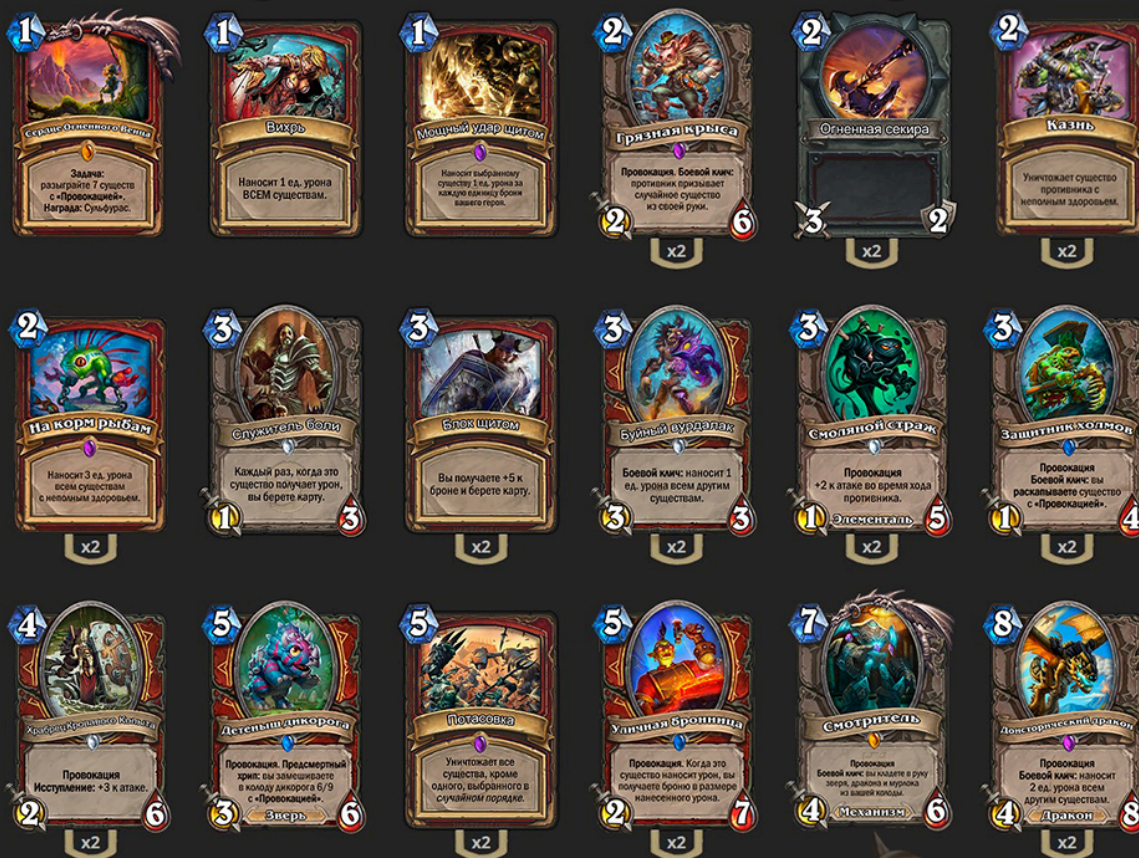 1
Сердце Огненного Венца
Задача:
разыграйте 7 существ
с «Провокацией».
Награда: Сульфурас.
1
Вихрь
Наносит 1 ед. урона
ВСЕМ существам.
1
Мощный удар щитом
Наносит выбранному
существу 1 ед. урона за
каждую единицу брони
вашего героя.
2
Грязная крыса
Провокация. Боевой клич:
противник призывает
случайное существо
из своей руки.
2
6
x2
2
Огненная секира
3
2
x2
2
Казнь
Уничтожает существо
противника с
неполным здоровьем.
x2
2
На корм рыбам
Наносит 3 ед. урона
всем существам
с неполным здоровьем.
x2
3
Служитель боли
Каждый раз, когда это
существо получает урон,
вы берете карту.
1
3
3
Блок щитом
Вы получаете +5 к
броне и берете карту.
x2
3
Буйный вурдалак
Боевой клич: наносит 1
ед. урона всем другим
существам.
3
3
x2
3
Смоляной страж
Провокация
+2 к атаке во время хода
противника.
1
Элементаль
5
x2
3
Защитник холмов
Провокация
Боевой клич: вы
раскапываете существо
с «Провокацией».
1
4
x2
4
Храбрец Кровавого Копыта
Провокация
Исступление: +3 к атаке.
2
6
x2
5
Детеныш дикорога
Провокация. Предсмертный
хрип: вы замешиваете
в колоду дикорога 6/9
с «Провокацией».
3
Зверь
6
5
Потасовка
Уничтожает все
существа, кроме
одного, выбранного в
случайном порядке.
x2
5
Уличная бронница
Провокация. Когда это
существо наносит урон, вы
получаете броню в размере
нанесенного урона.
2
7
x2
7
Смотритель
Провокация
Боевой клич: вы кладете в руку
зверя, дракона и мурлока
из вашей колоды.
4
Механизм
6
8
Доисторический дракон
Провокация
Боевой клич: наносит
2 ед. урона всем
другим существам.
4
Дракон
8
x2